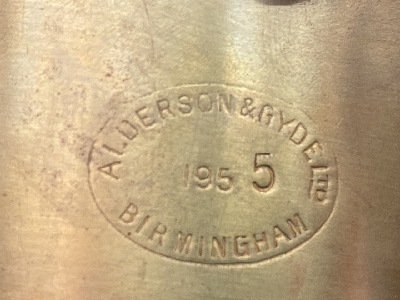 ALDERSON & GYDE LTD
195 5
BIRMINGHAM